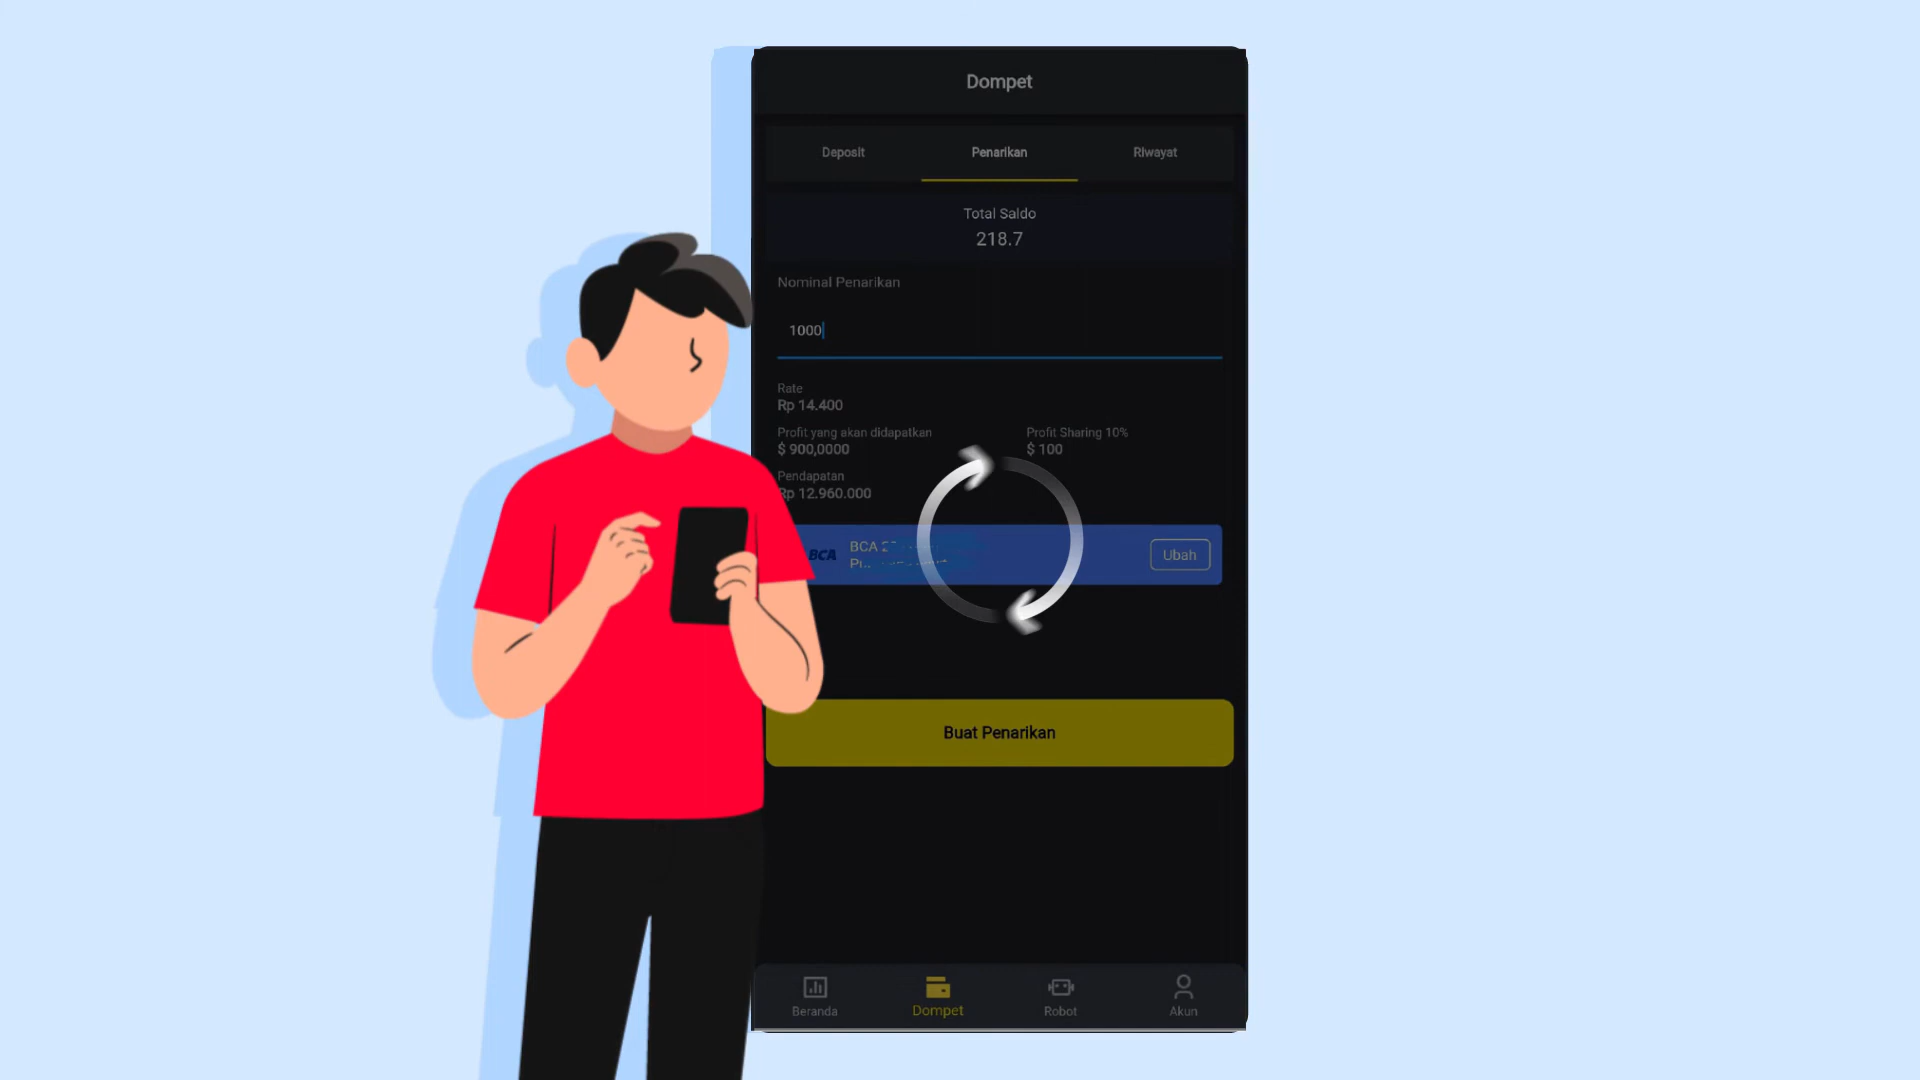 Dompet
Deposit Penarikan Riwayat
Total Saldo
218.7
Nominal Penarikan
1000
Rate
Rp 14.400
Profit yang akan didapatkan Profit Sharing 10%
$ 900,0000 $ 100
Pendapatan
Rp 12.960.000
BCA BCA
Ubah
Buat Penarikan
Beranda Dompet Robot Akun